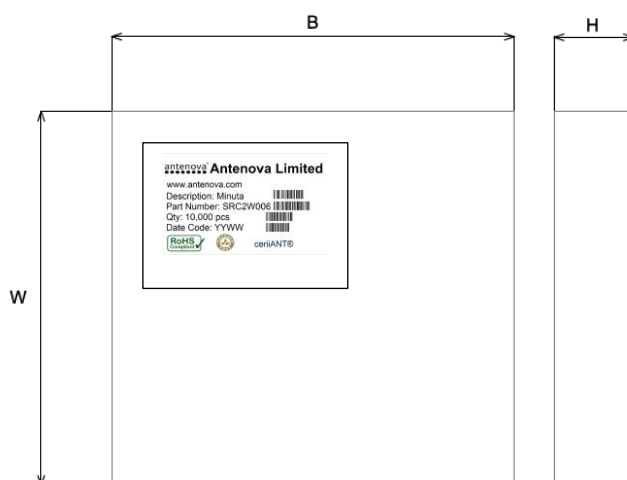 B
H
W
antenova® Antenova Limited
www.antenova.com
Description: Minuta
Part Number: SRC2W006
Qty: 10,000 pcs
Date Code: YYWW
RoHS
Compliant
ceriiANT®